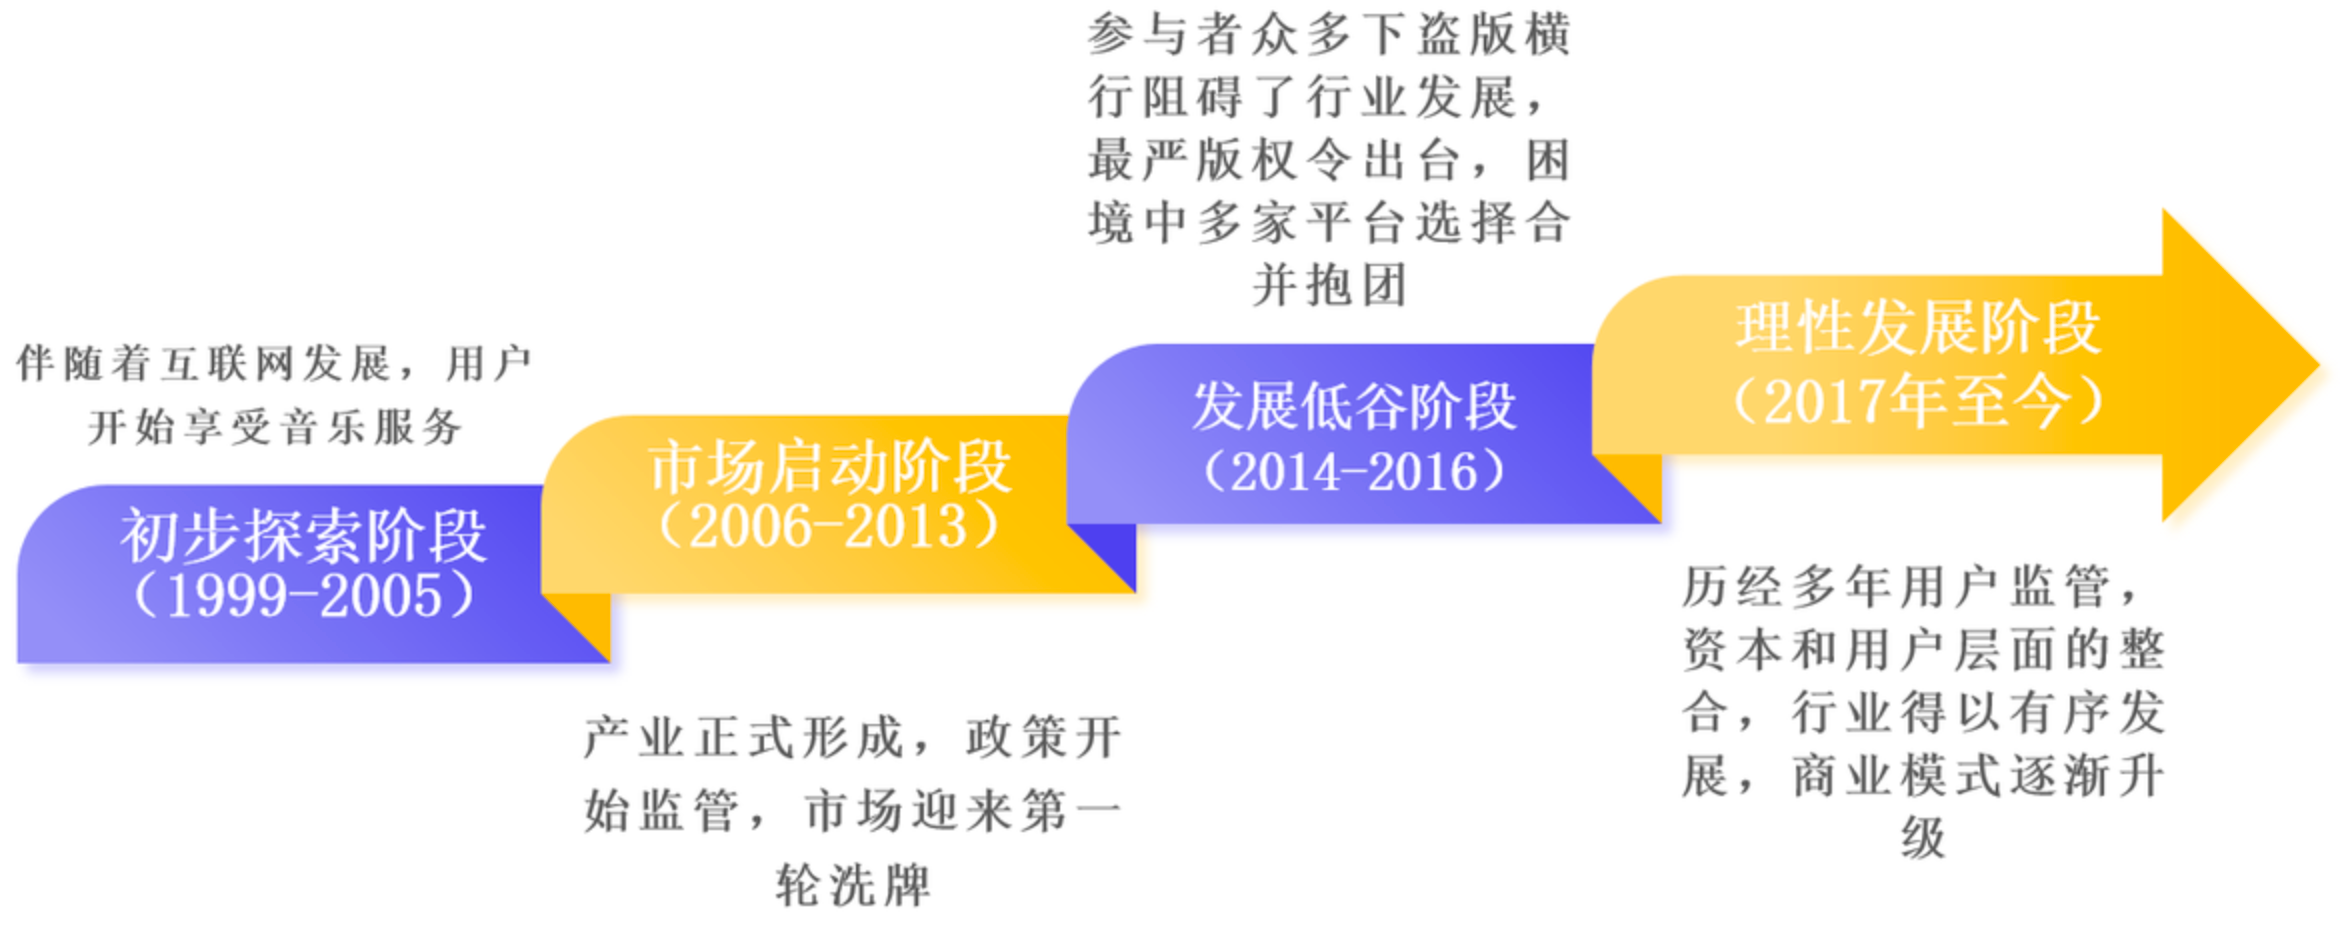 伴随着互联网发展，用户
开始享受音乐服务
初步探索阶段
（1999-2005）
市场启动阶段
（2006-2013）
产业正式形成，政策开
始监管，市场迎来第一
轮洗牌
参与者众多下盗版横
行阻碍了行业发展，
最严版权令出台，困
境中多家平台选择合
并抱团
发展低谷阶段
（2014-2016）
理性发展阶段
（2017年至今）
历经多年用户监管，
资本和用户层面的整
合，行业得以有序发
展，商业模式逐渐升
级